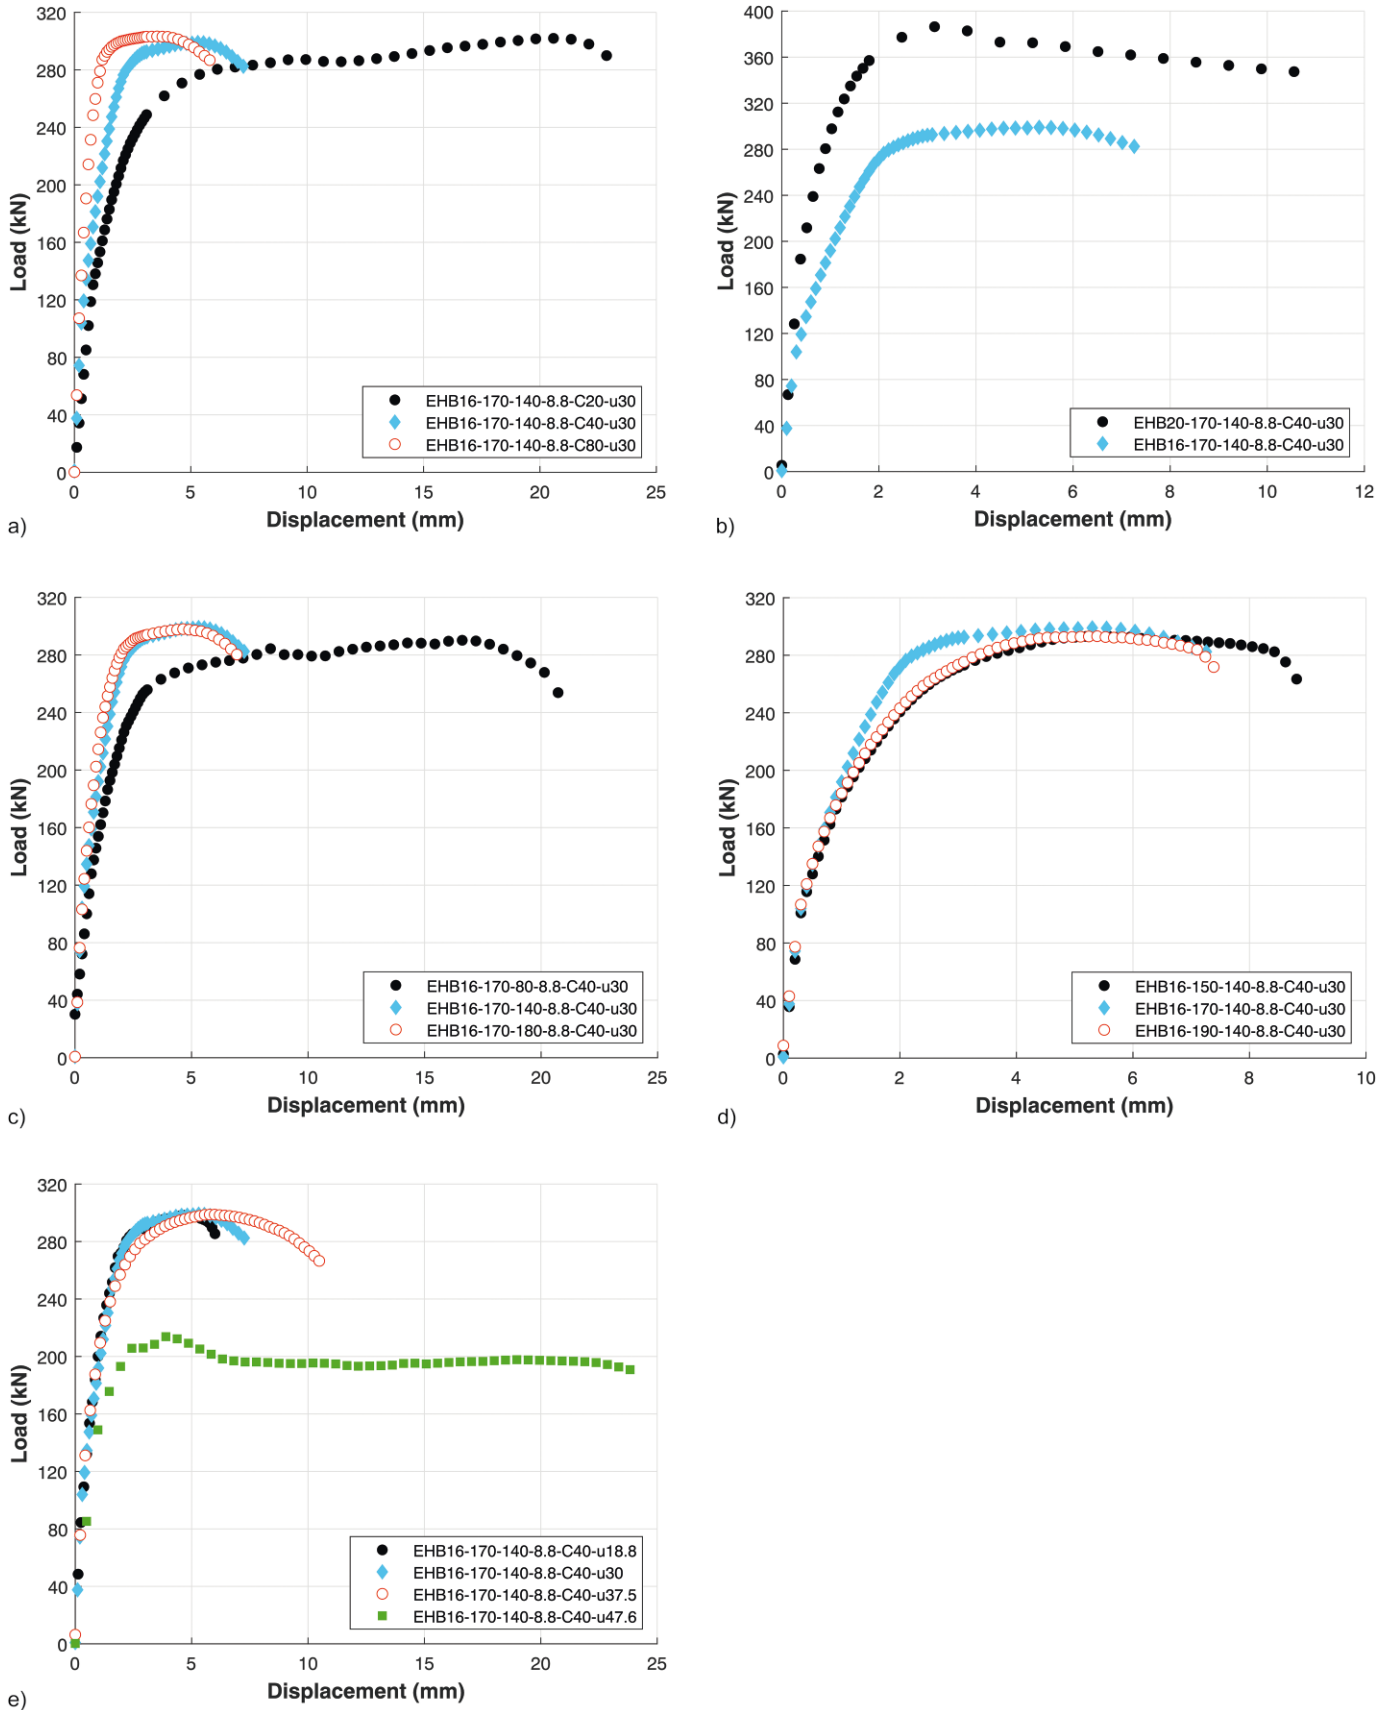 320
280
240
200
160
120
80
40
0
Load (kN)
EHB16-170-140-8.8-C20-u30
EHB16-170-140-8.8-C40-u30
EHB16-170-140-8.8-C80-u30
0 5 10 15 20 25
Displacement (mm)
a)
400
360
320
280
240
200
160
120
80
40
0
Load (kN)
EHB20-170-140-8.8-C40-u30
EHB16-170-140-8.8-C40-u30
0 2 4 6 8 10 12
Displacement (mm)
b)
320
280
240
200
160
120
80
40
0
Load (kN)
EHB16-170-80-8.8-C40-u30
EHB16-170-140-8.8-C40-u30
EHB16-170-180-8.8-C40-u30
0 5 10 15 20 25
Displacement (mm)
c)
320
280
240
200
160
120
80
40
0
Load (kN)
EHB16-150-140-8.8-C40-u30
EHB16-170-140-8.8-C40-u30
EHB16-190-140-8.8-C40-u30
0 2 4 6 8 10
Displacement (mm)
d)
320
280
240
200
160
120
80
40
0
Load (kN)
EHB16-170-140-8.8-C40-u18.8
EHB16-170-140-8.8-C40-u30
EHB16-170-140-8.8-C40-u37.5
EHB16-170-140-8.8-C40-u47.6
0 5 10 15 20 25
Displacement (mm)
e)